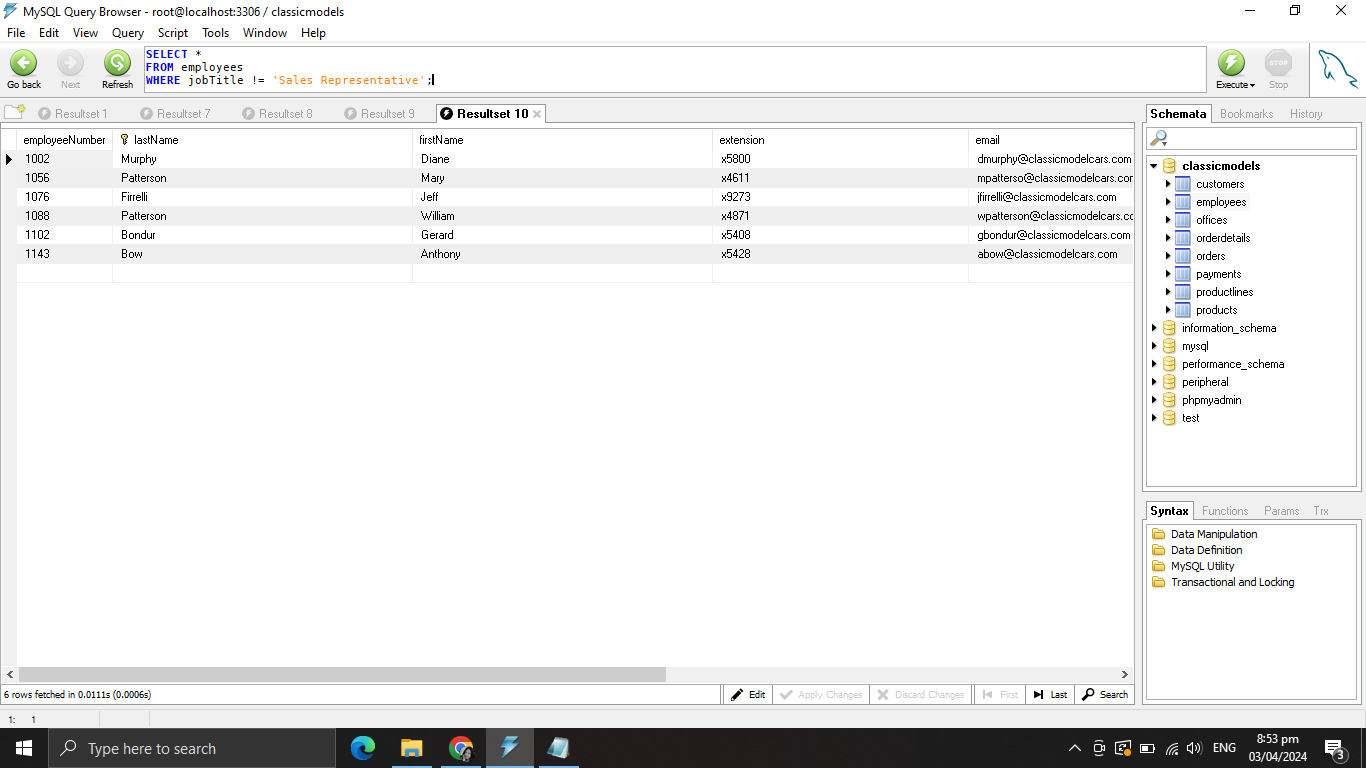 MySQL Query Browser - root@localhost:3306 / classicmodels
File Edit View Query Script Tools Window Help
Go back Next Refresh
SELECT *
FROM employees
WHERE jobTitle != 'Sales Representative';
Execute Stop
STOP
Resultset 1 Resultset 7 Resultset 8 Resultset 9 Resultset 10
employeeNumber lastName firstName extension email
1002 Murphy Diane x5800 dmurphy@classicmodelcars.com
1056 Patterson Mary x4611 mpatterso@classicmodelcars.com
1076 Firrelli Jeff x9273 jfirrelli@classicmodelcars.com
1088 Patterson William x4871 wpatterson@classicmodelcars.cc
1102 Bondur Gerard x5408 gbondur@classicmodelcars.com
1143 Bow Anthony x5428 abow@classicmodelcars.com
6 rows fetched in 0.0111s (0.0006s)
Edit Apply Changes Discard Changes First Last Search
1: 1
Schemata Bookmarks History
classicmodels
customers
employees
offices
orderdetails
orders
payments
productlines
products
information_schema
mysql
performance_schema
peripheral
phpmyadmin
test
Syntax Functions Params Trx
Data Manipulation
Data Definition
MySQL Utility
Transactional and Locking
Type here to search
ENG
8:53 pm
03/04/2024
3